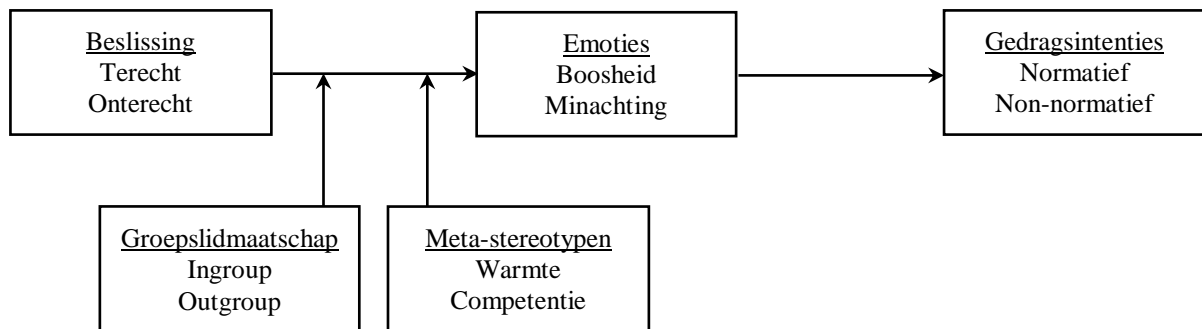 Beslissing
Terecht
Onterecht
Emoties
Boosheid
Minachting
Gedragsintenties
Normatief
Non-normatief
Groepslidmaatschap
Ingroup
Outgroup
Meta-stereotypen
Warmte
Competentie